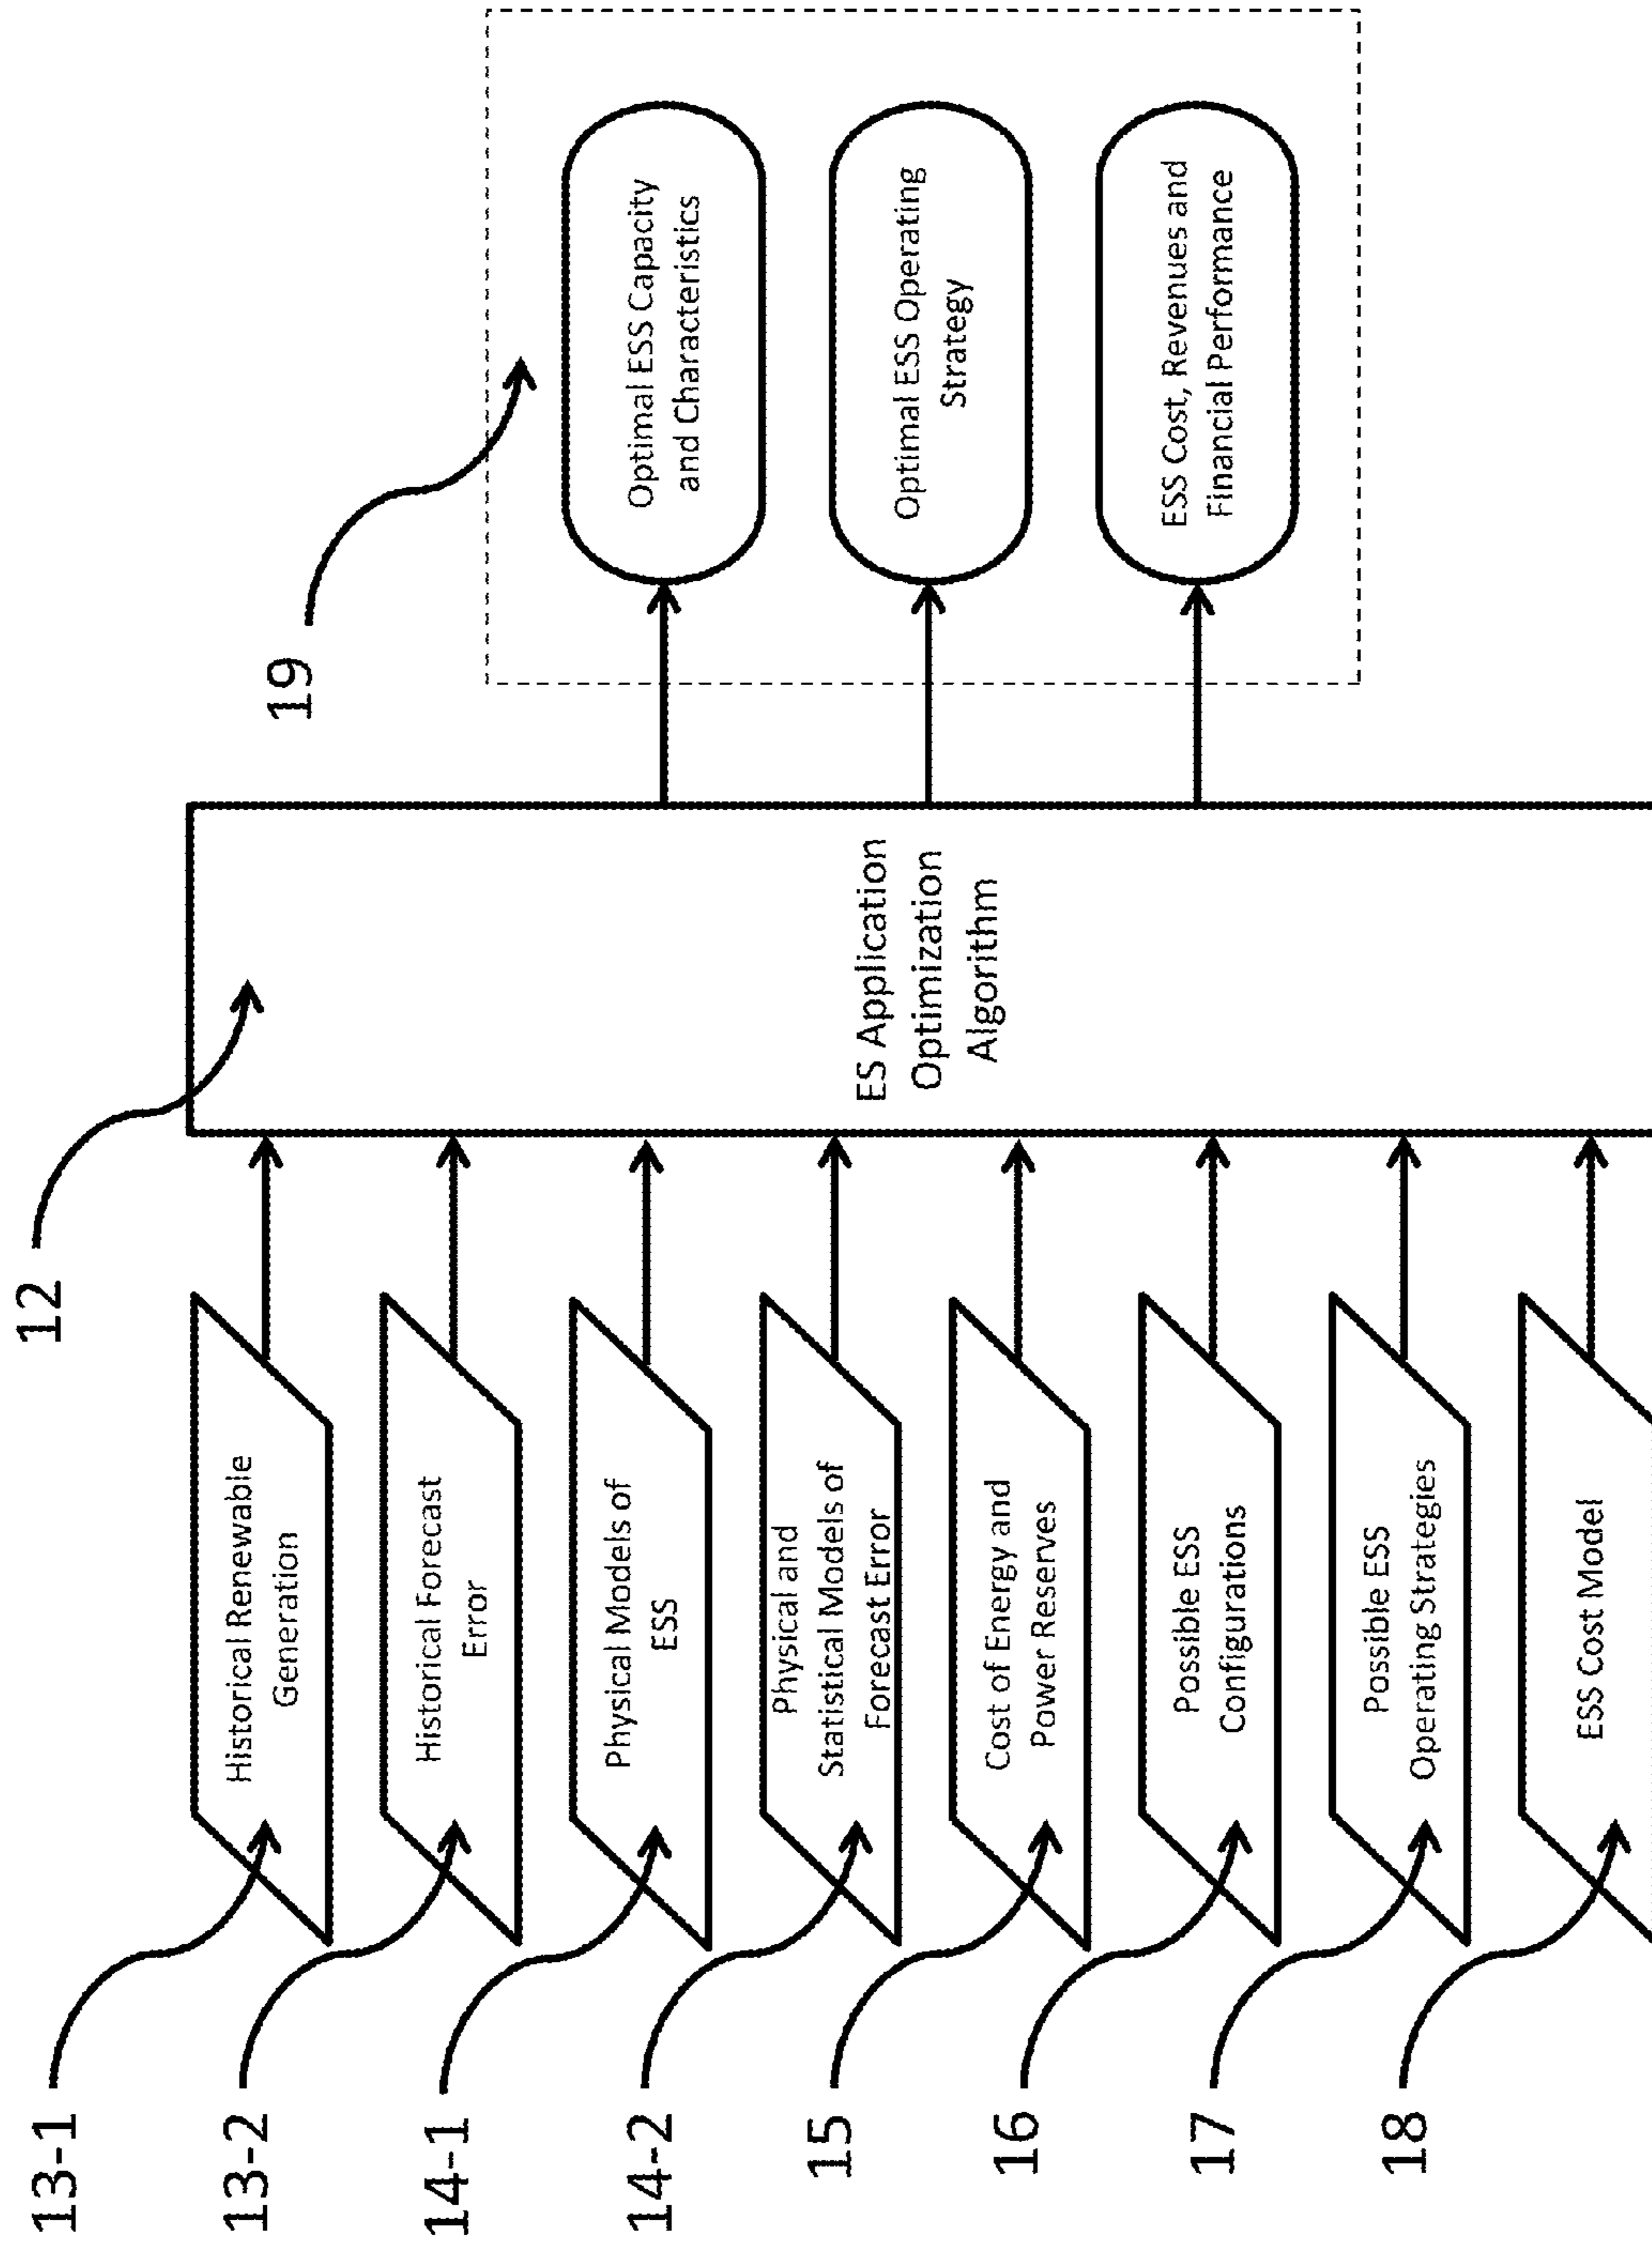 13-1
Historical Renewable
Generation
13-2
Historical Forecast
Error
14-1
Physical Models of
ESS
14-2
Physical and
Statistical Models of
Forecast Error
15
Cost of Energy and
Power Reserves
16
Possible ESS
Configurations
17
Possible ESS
Operating Strategies
18
ESS Cost Model
12
ES Application
Optimization
Algorithm
19
Optimal ESS Capacity
and Characteristics
Optimal ESS Operating
Strategy
ESS Cost, Revenues and
Financial Performance